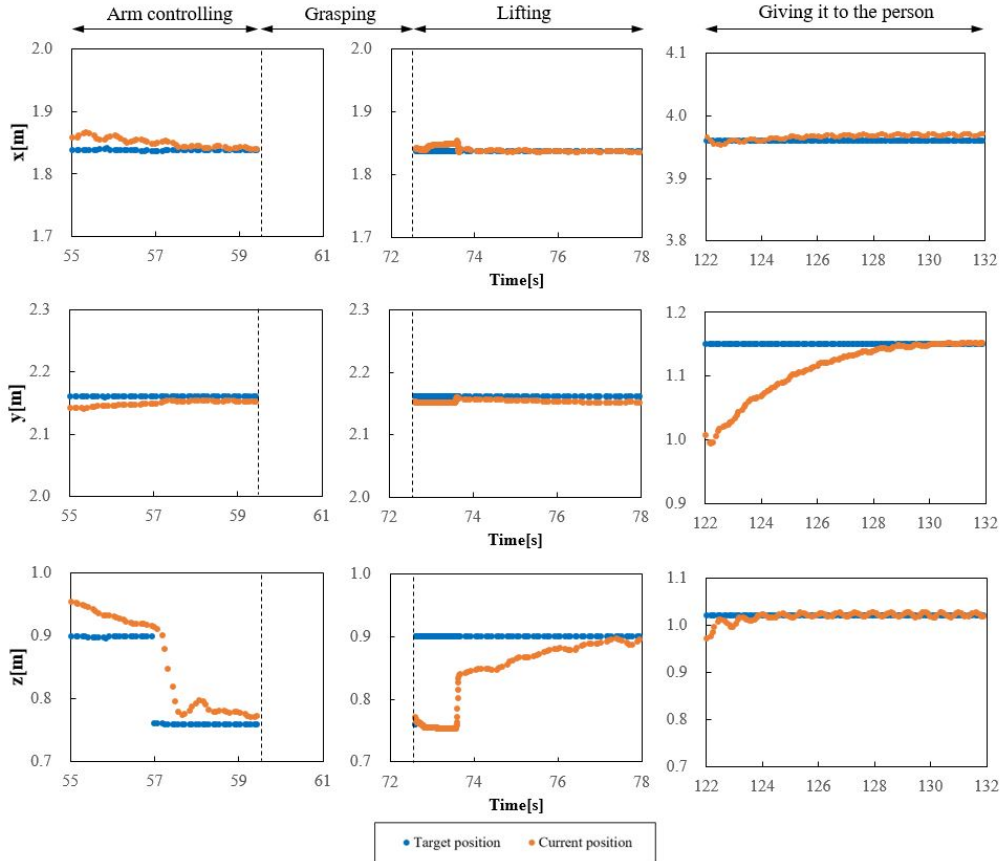 Arm controlling Grasping Lifting Giving it to the person
2.0 2.0 4.1
1.9 1.9 4.0
x[m]
1.8 1.8 3.9
1.7 1.7 3.8
55 57 59 61 72 74 76 78 122 124 126 128 130 132
Time[s]
2.3 2.3 1.2
2.2 2.2 1.1
y[m]
2.1 2.1 1.0
2.0 2.0 0.9
55 57 59 61 72 74 76 78 122 124 126 128 130 132
Time[s]
1.0 1.0 1.1
0.9 0.9 1.0
z[m]
0.9
0.8 0.8 0.8
0.7 0.7 0.7
55 57 59 61 72 74 76 78 122 124 126 128 130 132
Time[s]
Target position Current position